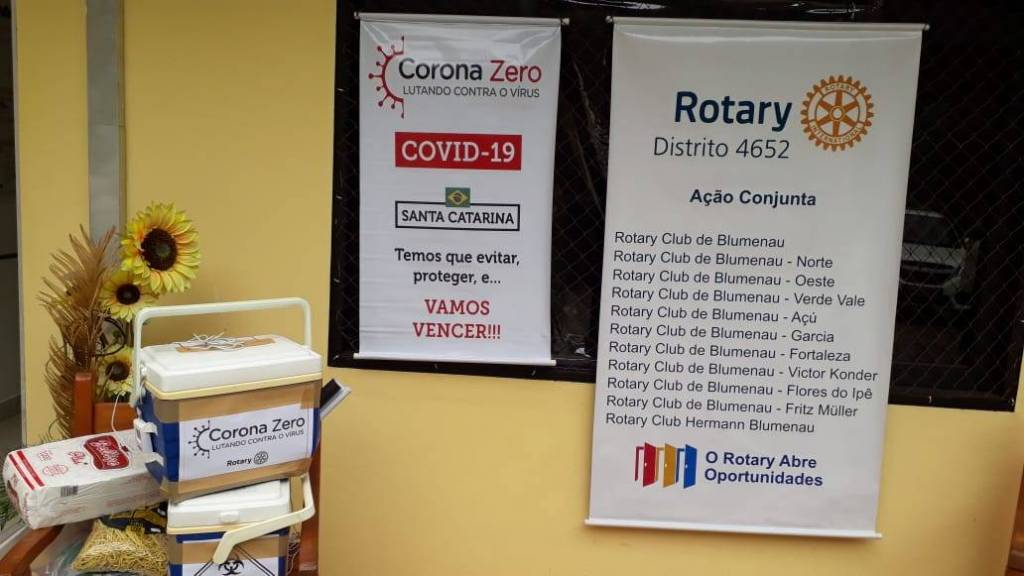 Corona Zero
LUTANDO CONTRA O VÍRUS
COVID-19
SANTA CATARINA
Temos que evitar,
proteger, e...
VAMOS
VENCER!!!
Rotary
ROTARY
INTERNATIONAL
Distrito 4652
Ação Conjunta
Rotary Club de Blumenau
Rotary Club de Blumenau - Norte
Rotary Club de Blumenau - Oeste
Rotary Club de Blumenau - Verde Vale
Rotary Club de Blumenau - Açú
Rotary Club de Blumenau - Garcia
Rotary Club de Blumenau - Fortaleza
Rotary Club de Blumenau - Victor Konder
Rotary Club de Blumenau - Flores do Ipê
Rotary Club de Blumenau - Fritz Müller
Rotary Club Hermann Blumenau
O Rotary Abre
Oportunidades
Corona Zero
LUTANDO CONTRA O VÍRUS
Rotary